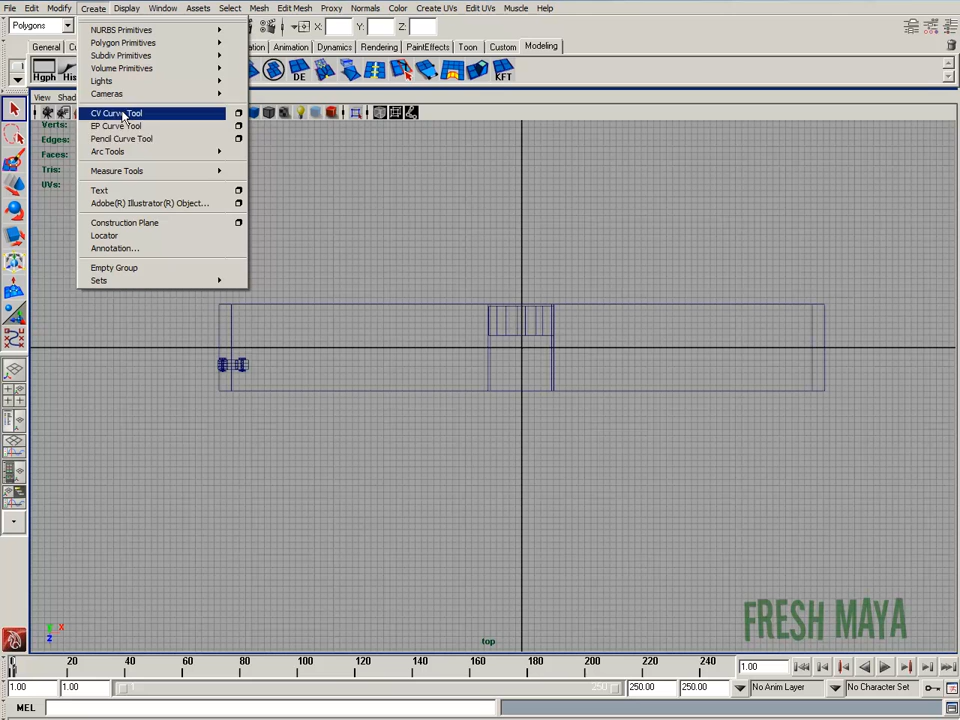 File Edit Modify Create Display Window Assets Select Mesh Edit Mesh Proxy Normals Color Create UVs Edit UVs Muscle Help
Polygons
X: Y: Z:
General Animation Dynamics Rendering PaintEffects Toon Custom Modeling
Hgph His DE KFT
View Shad
NURBS Primitives
Polygon Primitives
Subdiv Primitives
Volume Primitives
Lights
Cameras
CV Curve Tool
EP Curve Tool
Pencil Curve Tool
Arc Tools
Measure Tools
Text
Adobe(R) Illustrator(R) Object...
Construction Plane
Locator
Annotation...
Empty Group
Sets
Verts:
Edges:
Faces:
Tris:
UVs:
FRESH MAYA
Y X
Z
top
20 40 60 80 100 120 140 160 180 200 220 240
1.00
1.00 1.00 1 250 250.00 250.00 No Anim Layer No Character Set
MEL